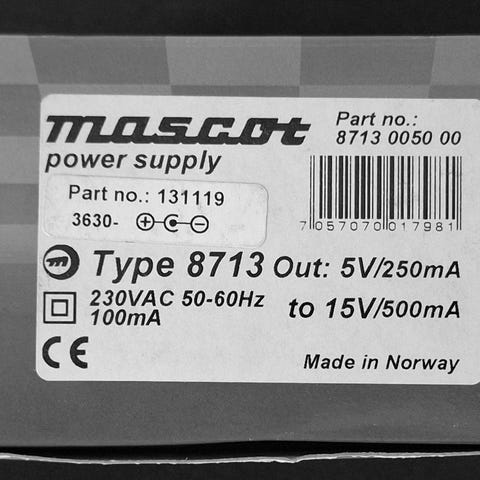 mascot
power supply
Part no.:
8713 0050 00
Part no.: 131119
3630-
7 057070 017981
Type 8713 Out: 5V/250mA
230VAC 50-60Hz to 15V/500mA
100mA
CE
Made in Norway